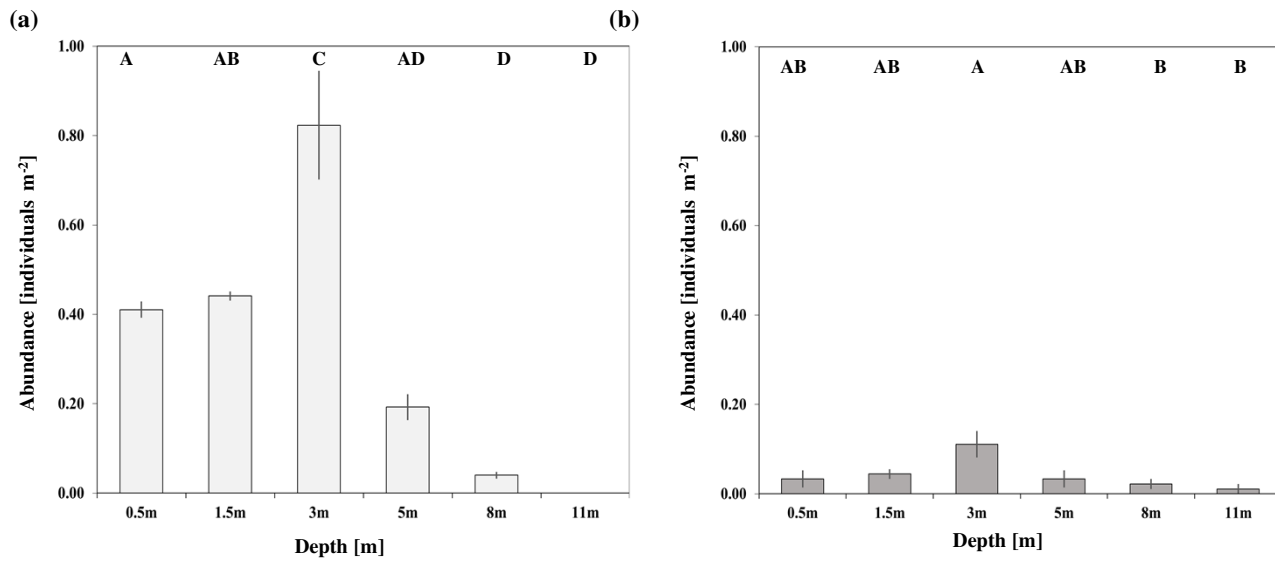 (a)
1.00
0.80
0.60
0.40
0.20
0.00
Abundance [individuals m-2]
A AB C AD D D
0.5m 1.5m 3m 5m 8m 11m
Depth [m]
(b)
1.00
0.80
0.60
0.40
0.20
0.00
Abundance [individuals m-2]
AB AB A AB B B
0.5m 1.5m 3m 5m 8m 11m
Depth [m]